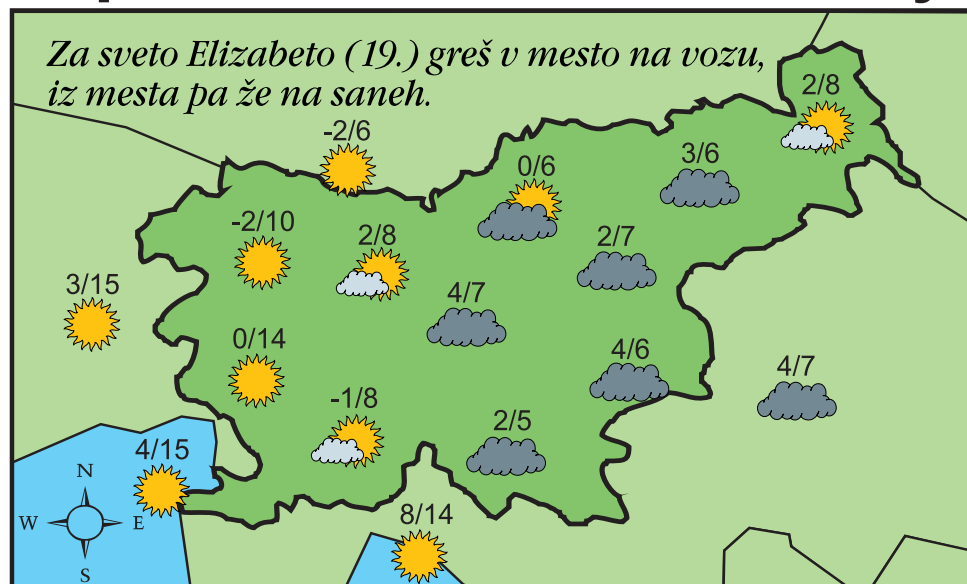 Za sveto Elizabeto (19.) greš v mesto na vozu,
iz mesta pa že na saneh.
2/8
-2/6
3/6
0/6
-2/10
2/8
2/7
3/15
4/7
0/14
4/6
4/7
-1/8
2/5
4/15
N
W
E
S
8/14